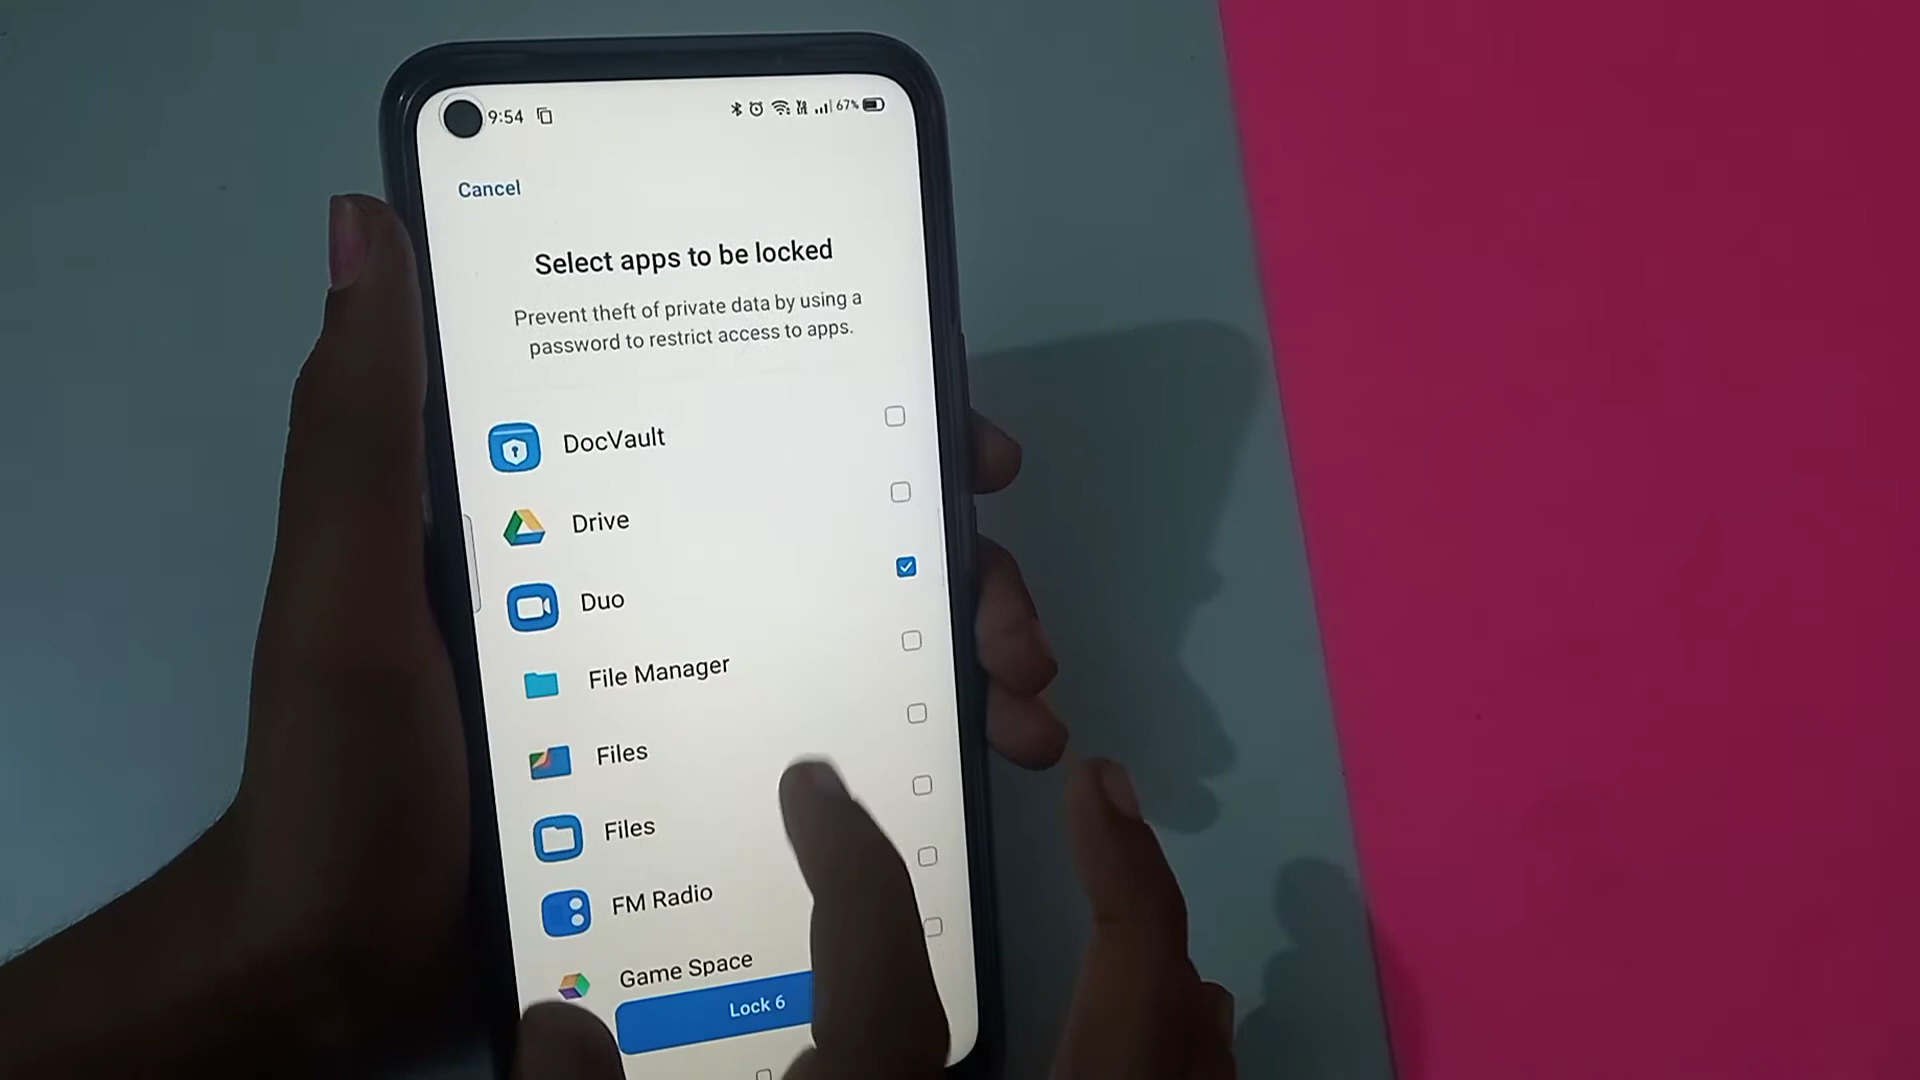 9:54
67%
Cancel
Select apps to be locked
Prevent theft of private data by using a
password to restrict access to apps.
DocVault
Drive
Duo
File Manager
Files
Files
FM Radio
Game Space
Lock 6